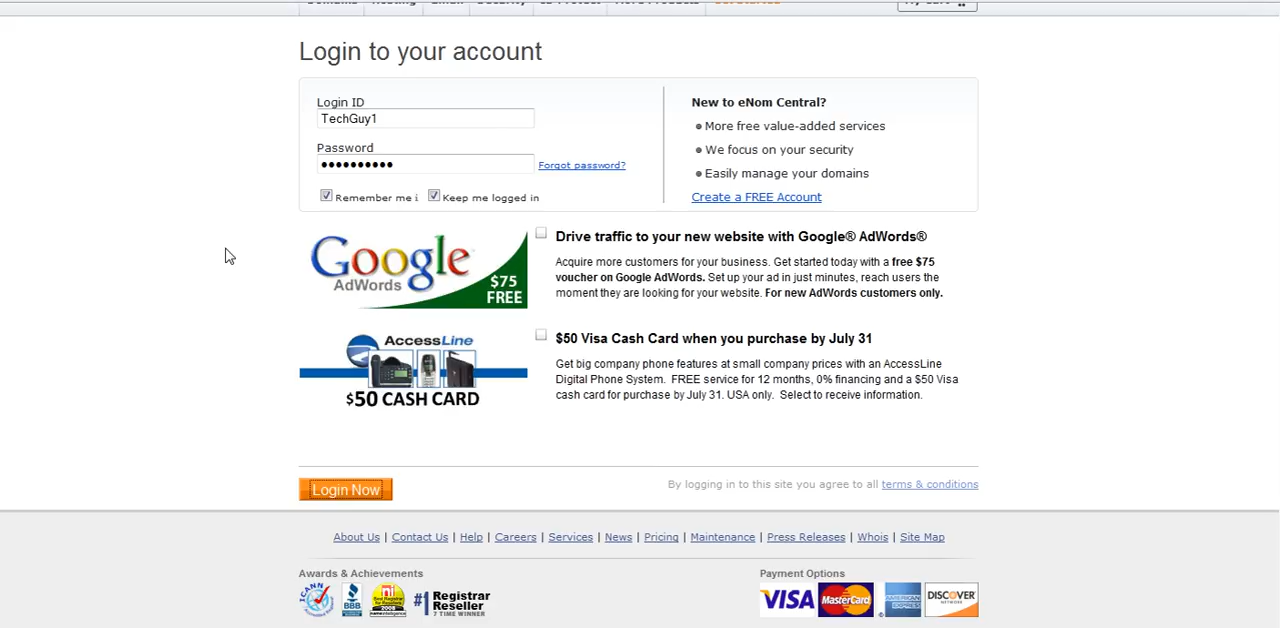 Login to your account
Login ID
TechGuy1
Password
Forgot password?
Remember me i
Keep me logged in
New to eNom Central?
More free value-added services
We focus on your security
Easily manage your domains
Create a FREE Account
Google
AdWords
$75
FREE
Drive traffic to your new website with Google® AdWords®
Acquire more customers for your business. Get started today with a free $75
voucher on Google AdWords. Set up your ad in just minutes, reach users the
moment they are looking for your website. For new AdWords customers only.
AccessLine
$50 CASH CARD
$50 Visa Cash Card when you purchase by July 31
Get big company phone features at small company prices with an AccessLine
Digital Phone System. FREE service for 12 months, 0% financing and a $50 Visa
cash card for purchase by July 31. USA only. Select to receive information.
Login Now
By logging in to this site you agree to all terms & conditions
About Us | Contact Us | Help | Careers | Services | News | Pricing | Maintenance | Press Releases | Whois | Site Map
Awards & Achievements
ICANN
BBB
2008
#1 Registrar
Reseller
7 TIME WINNER
Payment Options
VISA
MasterCard
AMERICAN
EXPRESS
DISCOVER
NETWORK